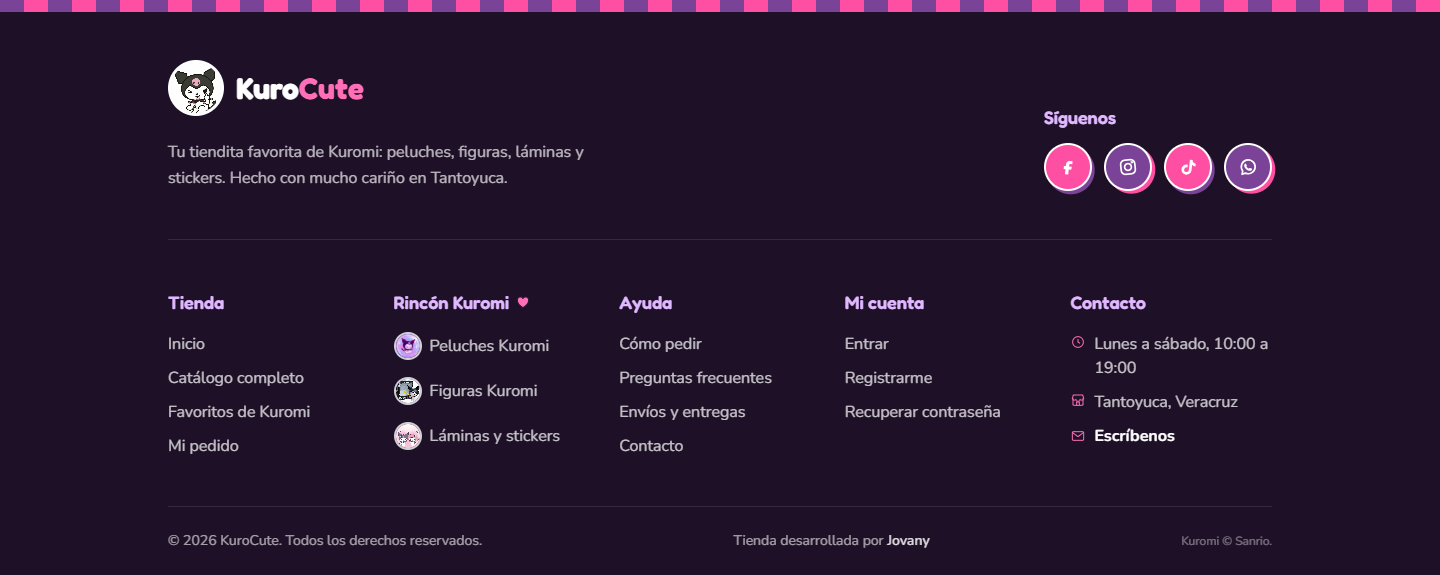 KuroCute
Tu tiendita favorita de Kuromi: peluches, figuras, láminas y
stickers. Hecho con mucho cariño en Tantoyuca.
Síguenos
Tienda
Inicio
Catálogo completo
Favoritos de Kuromi
Mi pedido
Rincón Kuromi
Peluches Kuromi
Figuras Kuromi
Láminas y stickers
Ayuda
Cómo pedir
Preguntas frecuentes
Envíos y entregas
Contacto
Mi cuenta
Entrar
Registrarme
Recuperar contraseña
Contacto
Lunes a sábado, 10:00 a
19:00
Tantoyuca, Veracruz
Escríbenos
© 2026 KuroCute. Todos los derechos reservados.
Tienda desarrollada por Jovany
Kuromi © Sanrio.